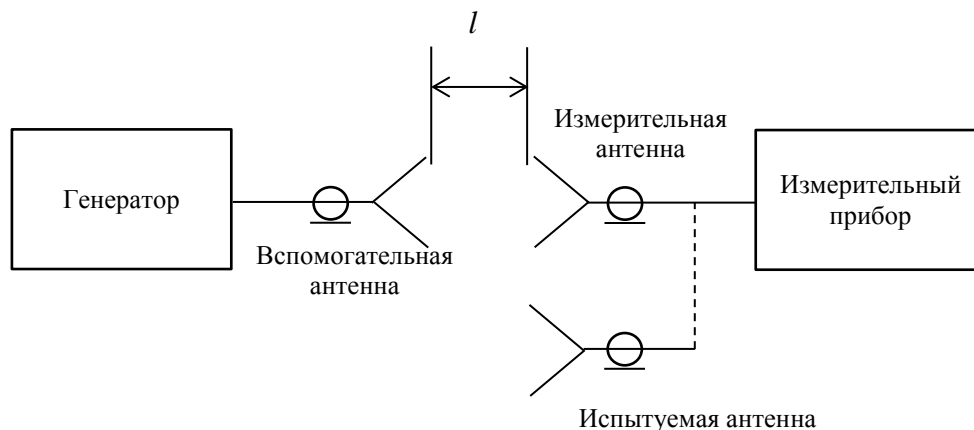 l
Генератор
Вспомогательная
антенна
Измерительная
антенна
Измерительный
прибор
Испытуемая антенна